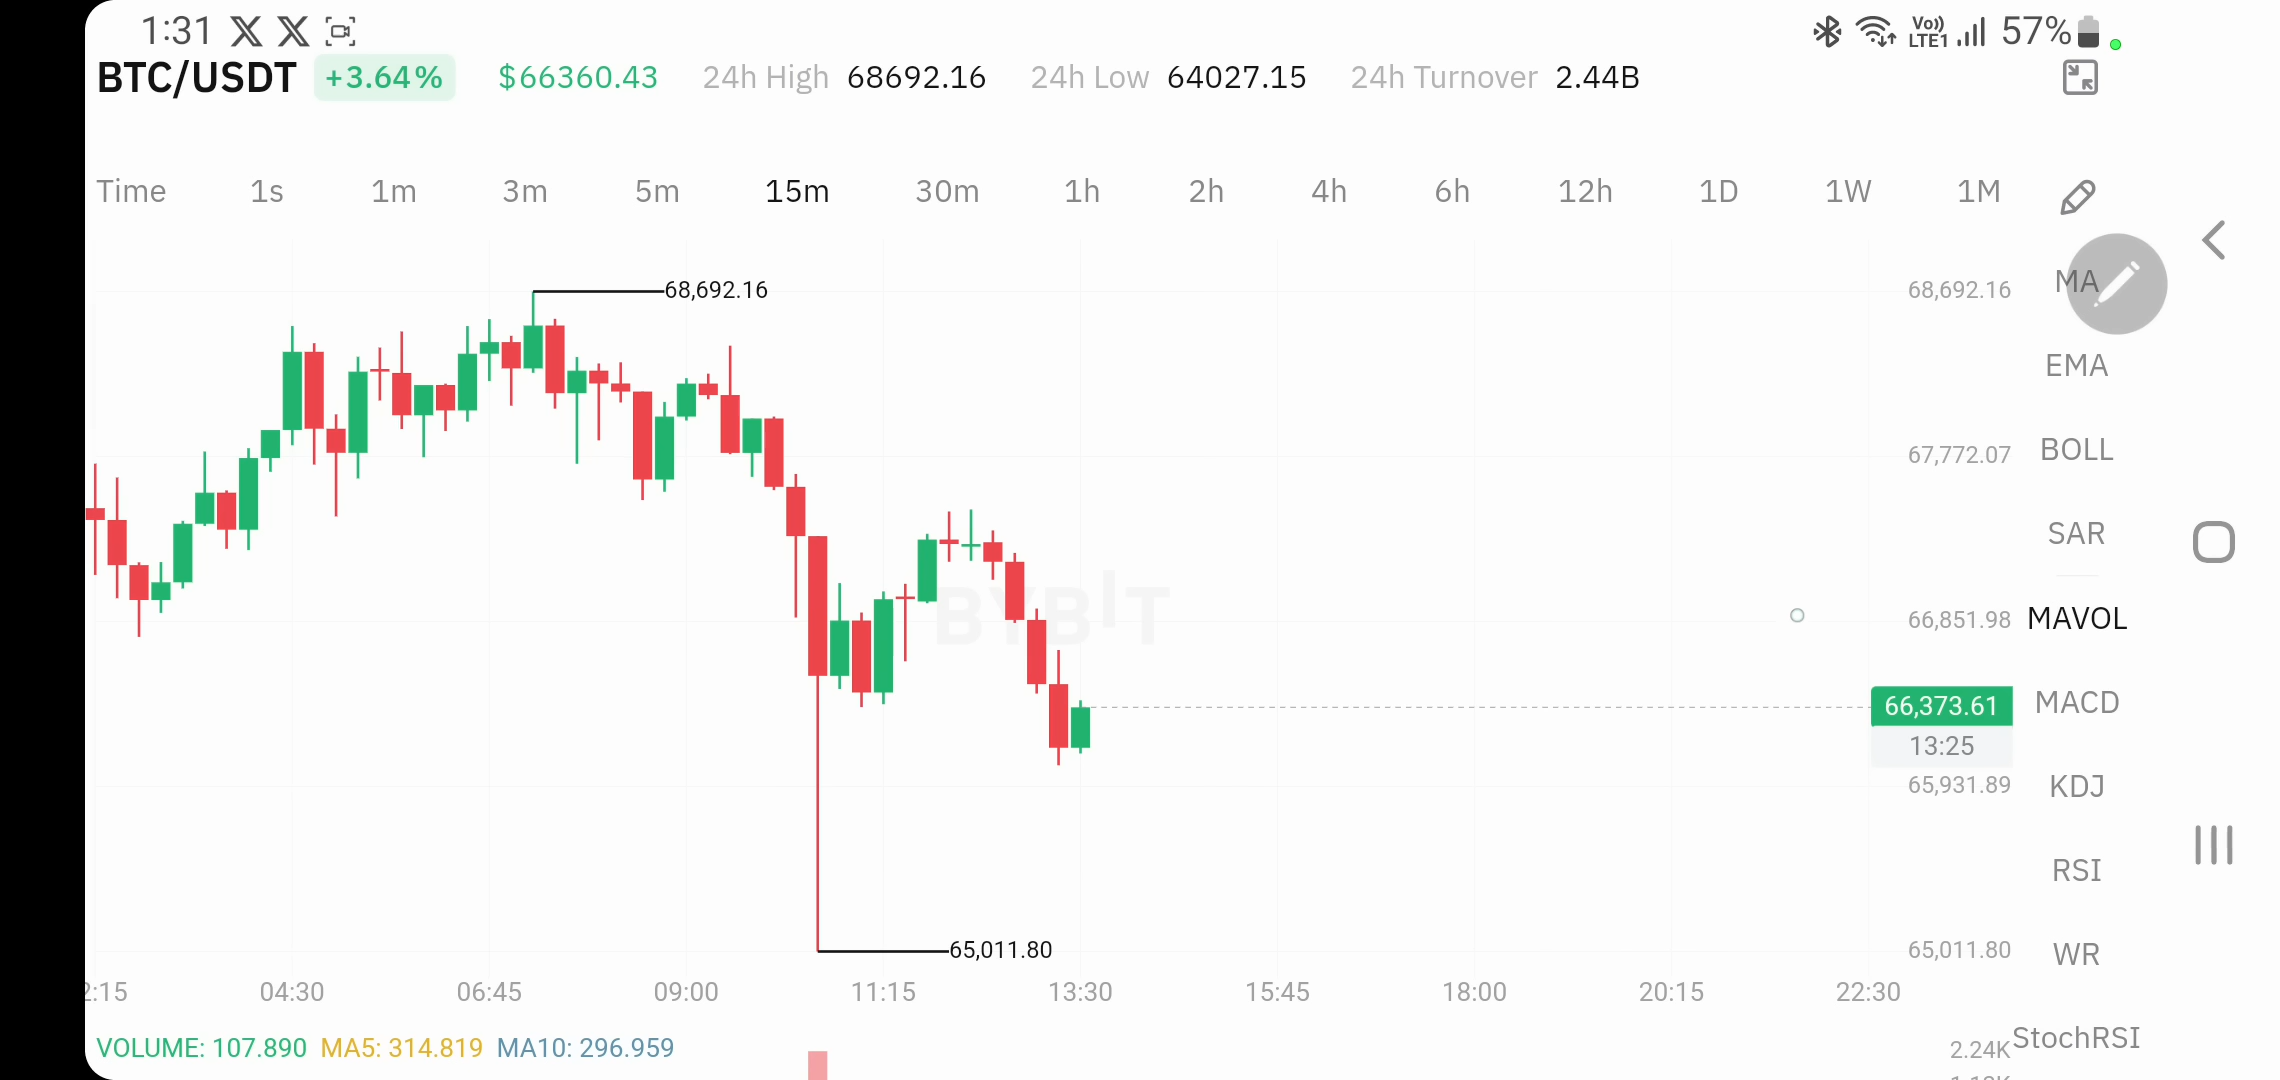 1:31 Vo)) LTE1 57%
BTC/USDT +3.64% $66360.43 24h High 68692.16 24h Low 64027.15 24h Turnover 2.44B
Time 1s 1m 3m 5m 15m 30m 1h 2h 4h 6h 12h 1D 1W 1M
68,692.16
68,692.16
MA
EMA
67,772.07
BOLL
SAR
BYBIT
66,851.98
MAVOL
66,373.61
13:25
MACD
65,931.89
KDJ
RSI
65,011.80
65,011.80
WR
2:15 04:30 06:45 09:00 11:15 13:30 15:45 18:00 20:15 22:30
VOLUME: 107.890 MA5: 314.819 MA10: 296.959
2.24K
StochRSI